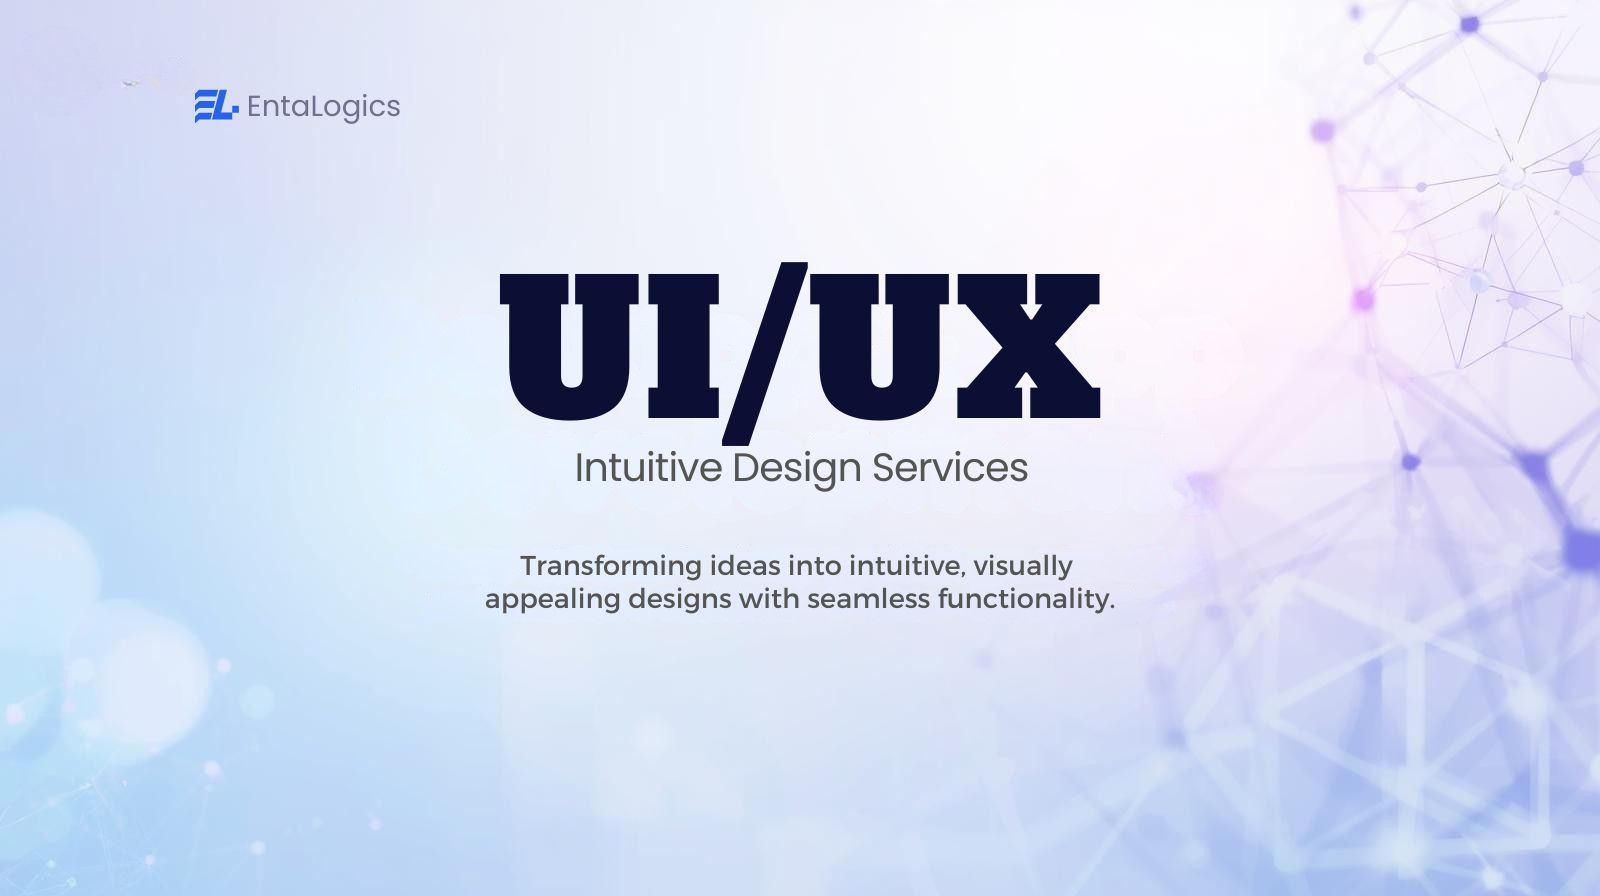 EL. EntaLogics
UI/UX
Intuitive Design Services
Transforming ideas into intuitive, visually
appealing designs with seamless functionality.